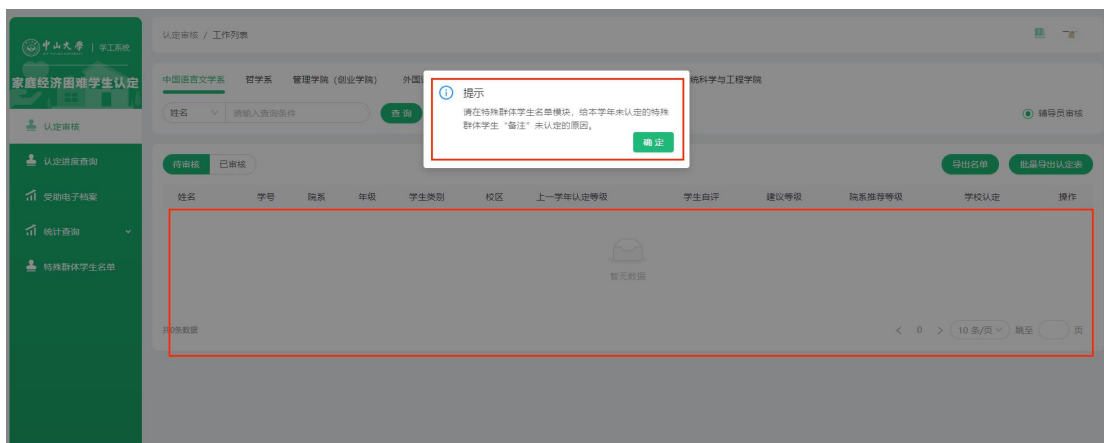 中山大學 | 学工系统
家庭经济困难学生认定
认定审核
认定进度查询
受助电子档案
统计查询
特殊群体学生名单
认定审核 / 工作列表
中国语言文学系 哲学系 管理学院（创业学院） 外国 统科学与工程学院
姓名 请输入查询条件 查询 辅导员审核
提示
请在特殊群体学生名单模块，给本学年未认定的特殊
群体学生“备注”未认定的原因。
确定
待审核 已审核 导出名单 批量导出认定表
姓名 学号 院系 年级 学生类别 校区 上一学年认定等级 学生自评 建议等级 院系推荐等级 学校认定 操作
暂无数据
共0条数据 < 0 > 10 条/页 跳至 页